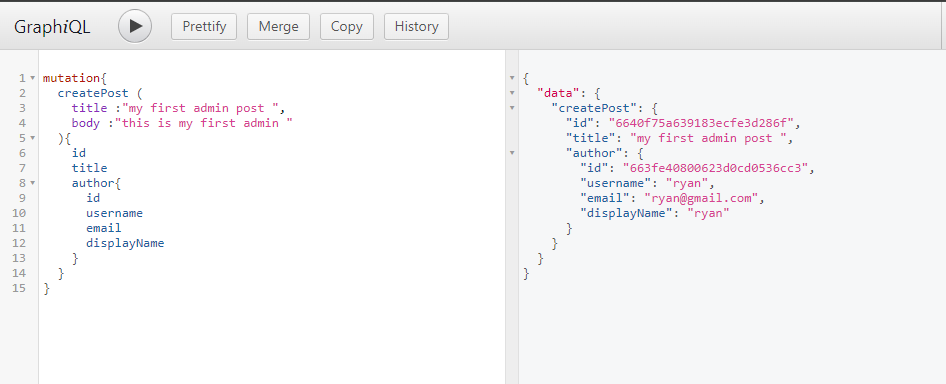 GraphiQL Prettify Merge Copy History
1 mutation{
2 createPost (
3 title :"my first admin post ",
4 body :"this is my first admin "
5 ){
6 id
7 title
8 author{
9 id
10 username
11 email
12 displayName
13 }
14 }
15 }
{
"data": {
"createPost": {
"id": "6640f75a639183ecfe3d286f",
"title": "my first admin post ",
"author": {
"id": "663fe40800623d0cd0536cc3",
"username": "ryan",
"email": "ryan@gmail.com",
"displayName": "ryan"
}
}
}
}